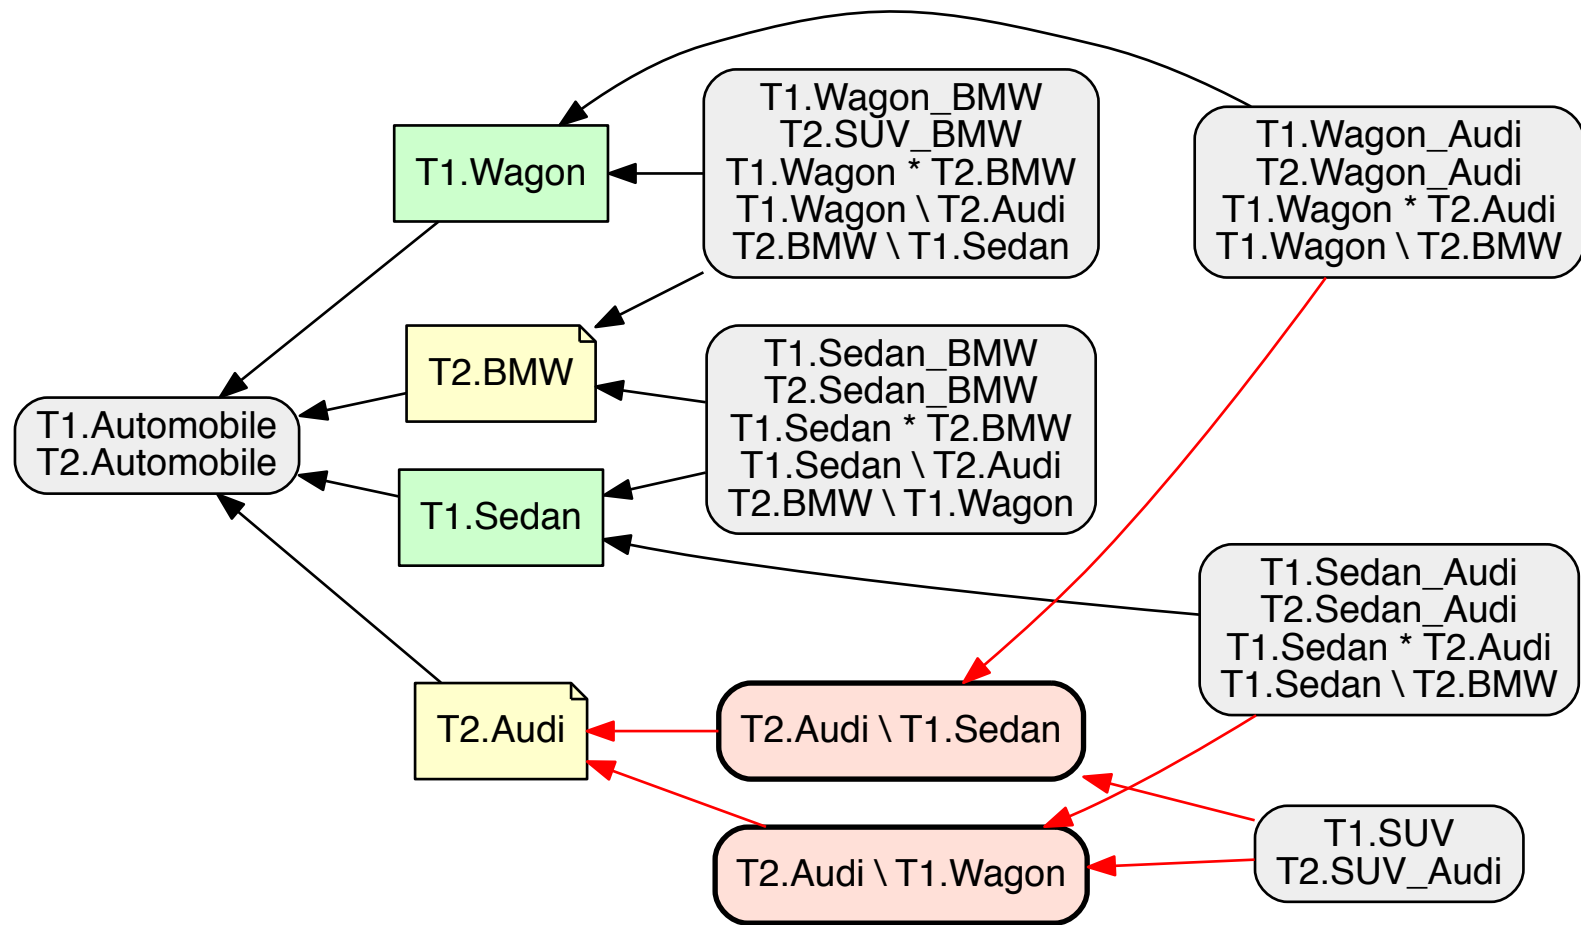 T1.Wagon_BMW
T2.SUV_BMW
T1.Wagon * T2.BMW
T1.Wagon \ T2.Audi
T2.BMW \ T1.Sedan
T1.Wagon_Audi
T2.Wagon_Audi
T1.Wagon * T2.Audi
T1.Wagon \ T2.BMW
T1.Wagon
T2.BMW
T1.Sedan_BMW
T2.Sedan_BMW
T1.Sedan * T2.BMW
T1.Sedan \ T2.Audi
T2.BMW \ T1.Wagon
T1.Automobile
T2.Automobile
T1.Sedan
T1.Sedan_Audi
T2.Sedan_Audi
T1.Sedan * T2.Audi
T1.Sedan \ T2.BMW
T2.Audi
T2.Audi \ T1.Sedan
T2.Audi \ T1.Wagon
T1.SUV
T2.SUV_Audi